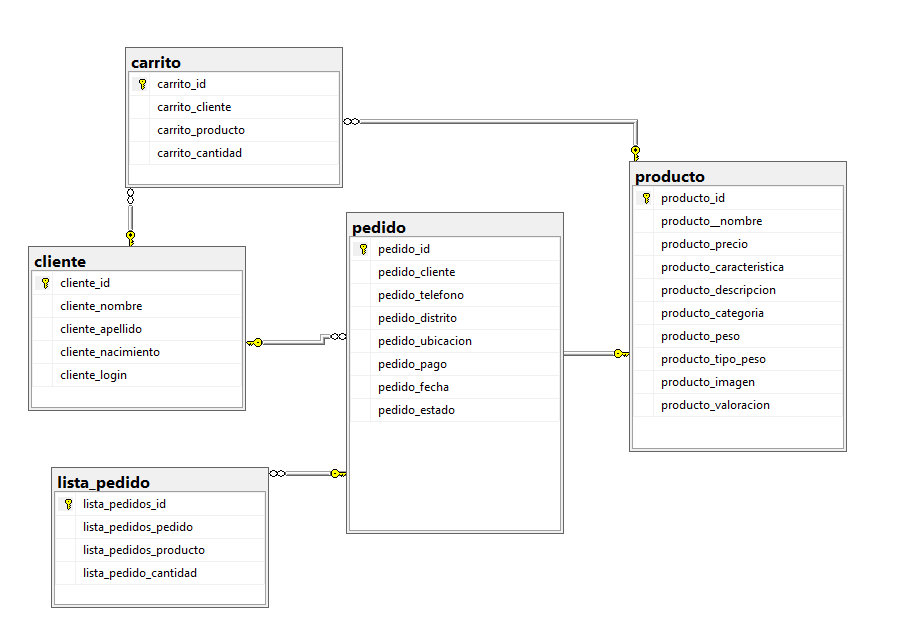 carrito
carrito_id
carrito_cliente
carrito_producto
carrito_cantidad
producto
producto_id
producto__nombre
producto_precio
producto_caracteristica
producto_descripcion
producto_categoria
producto_peso
producto_tipo_peso
producto_imagen
producto_valoracion
pedido
pedido_id
pedido_cliente
pedido_telefono
pedido_distrito
pedido_ubicacion
pedido_pago
pedido_fecha
pedido_estado
cliente
cliente_id
cliente_nombre
cliente_apellido
cliente_nacimiento
cliente_login
lista_pedido
lista_pedidos_id
lista_pedidos_pedido
lista_pedidos_producto
lista_pedido_cantidad